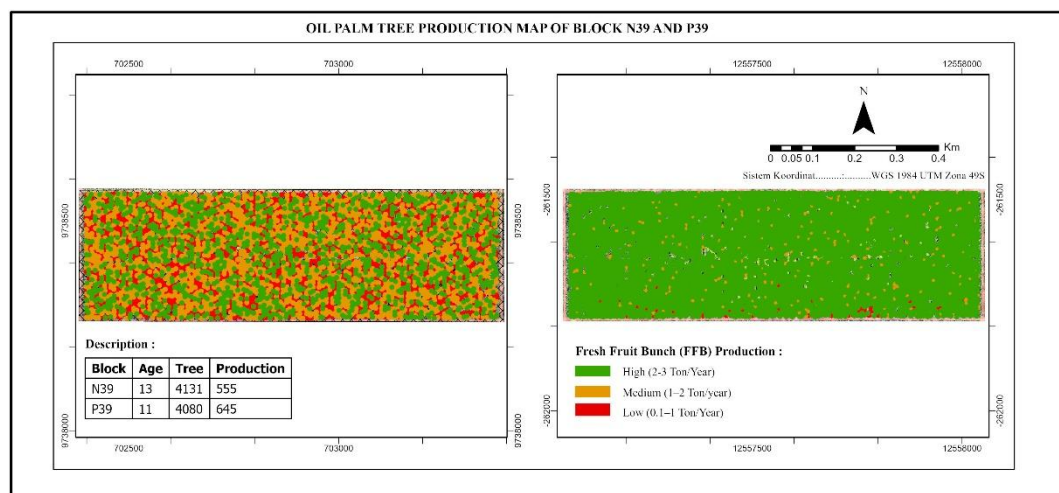 OIL PALM TREE PRODUCTION MAP OF BLOCK N39 AND P39
702500 703000
12557500 12558000
N
Km
0 0.05 0.1 0.2 0.3 0.4
Sistem Koordinat..........:..........WGS 1984 UTM Zona 49S
9738500 9738500
-261500 -261500
Description :
Block Age Tree Production
N39 13 4131 555
P39 11 4080 645
Fresh Fruit Bunch (FFB) Production :
High (2-3 Ton/Year)
Medium (1–2 Ton/year)
Low (0.1–1 Ton/Year)
9738000 9738000
-262000 -262000
702500 703000
12557500 12558000